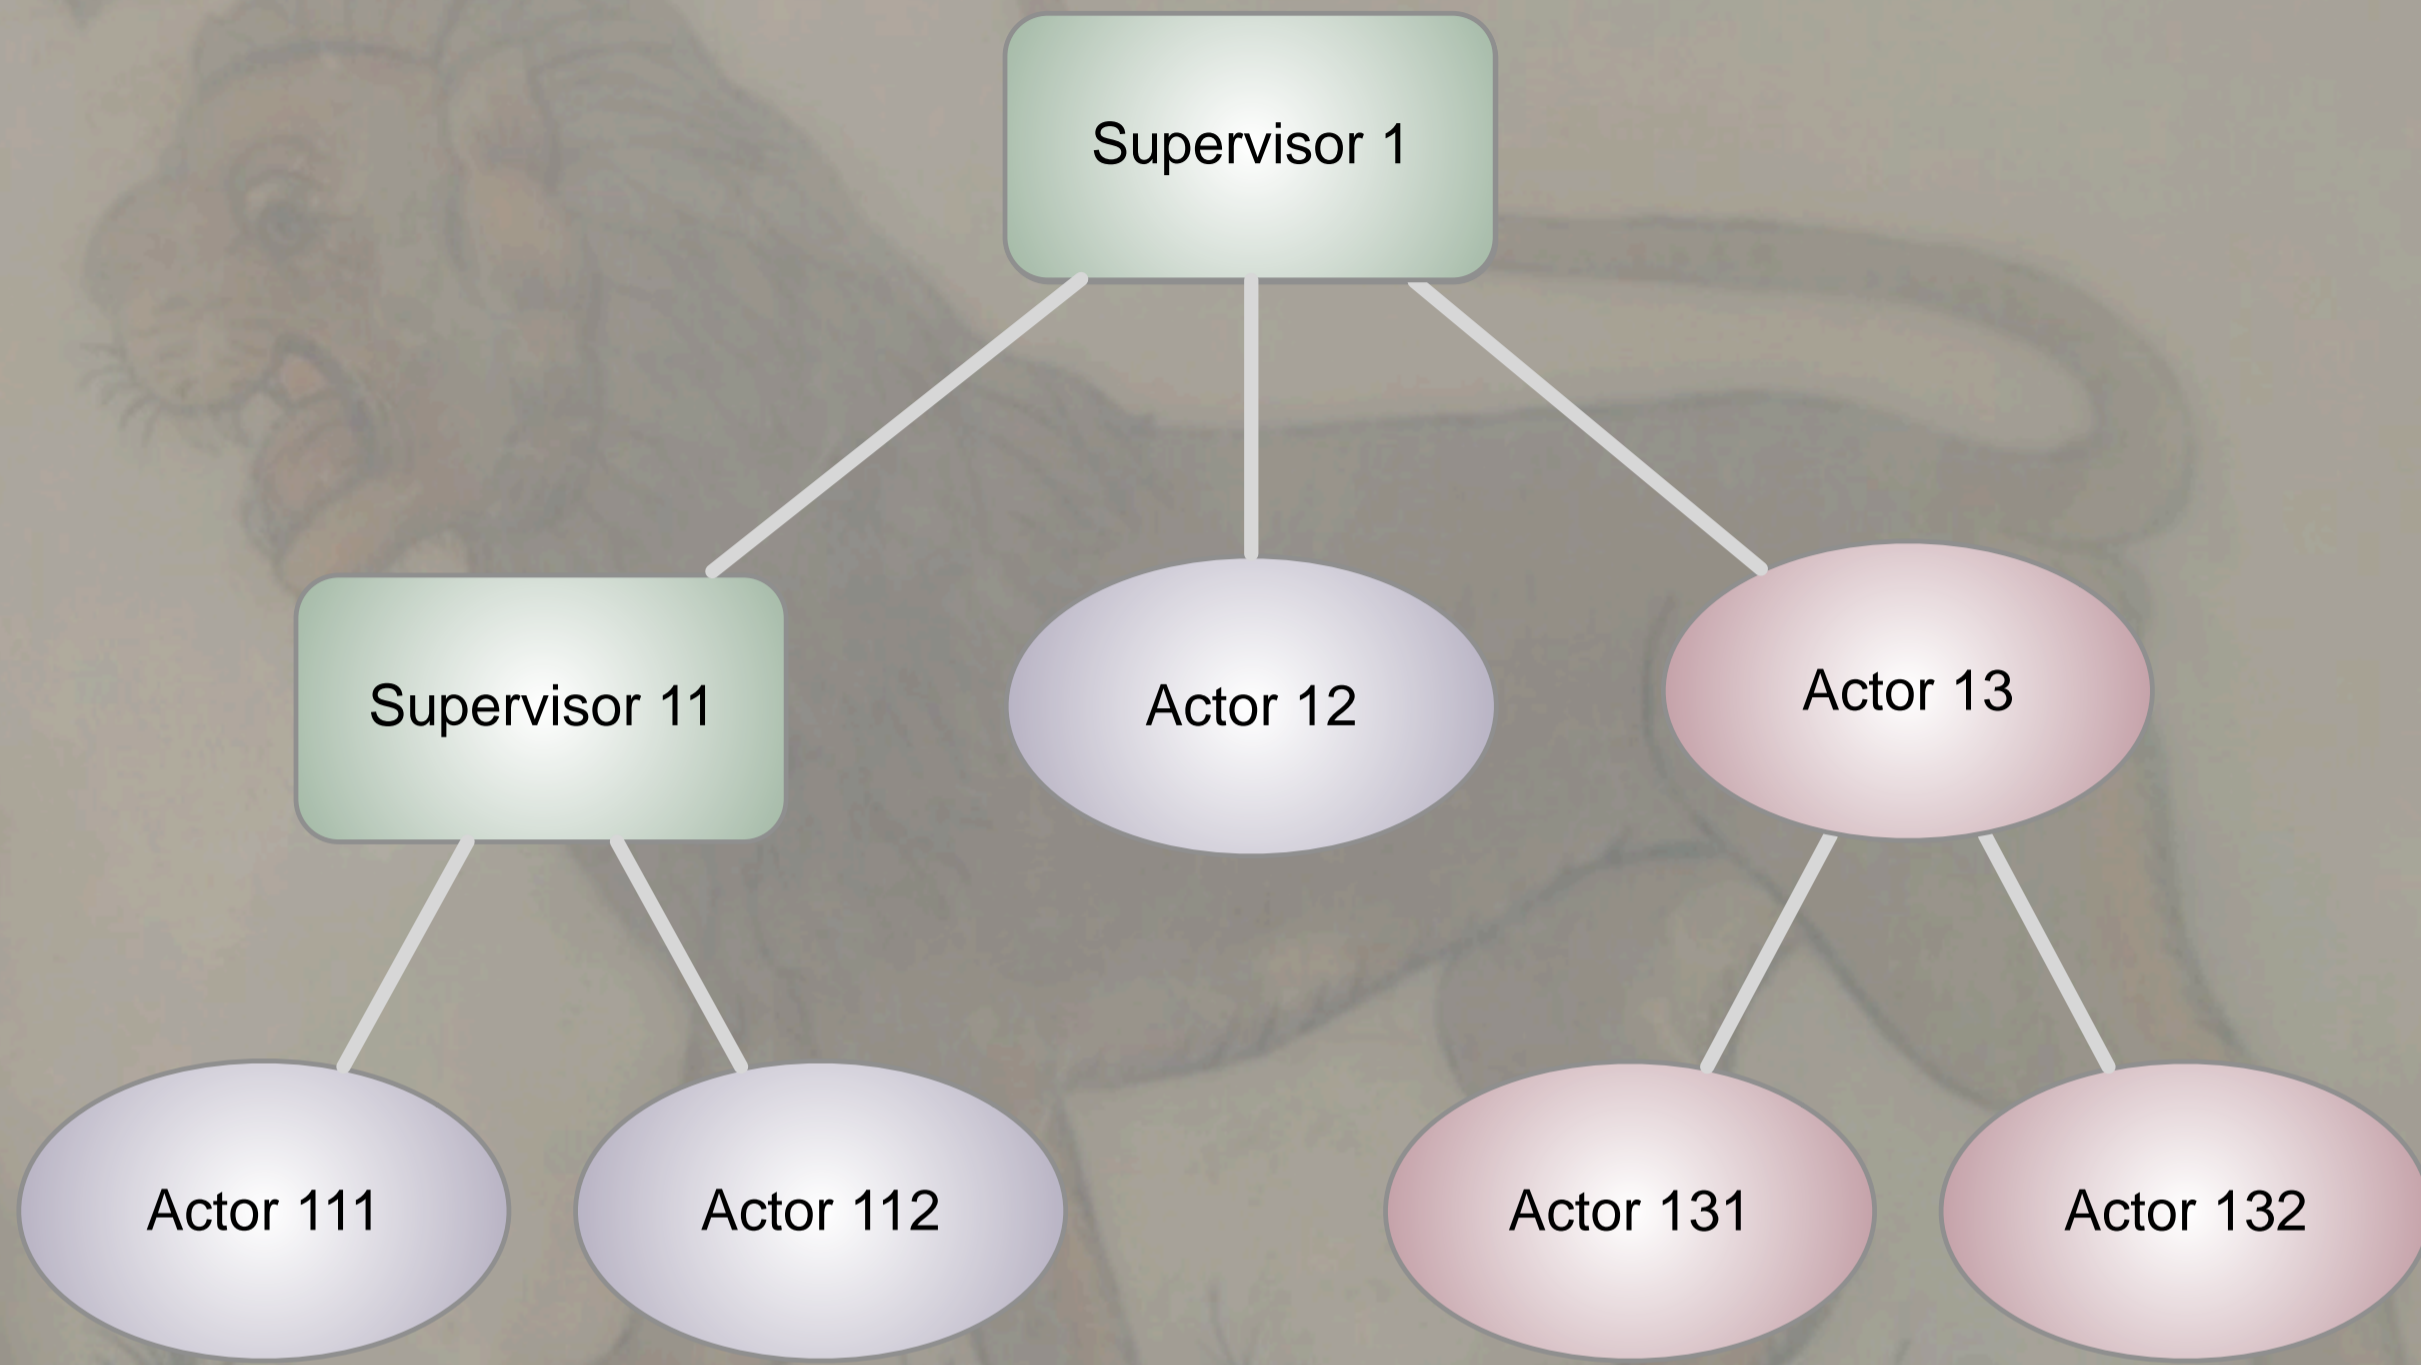 Supervisor 1
Supervisor 11
Actor 12
Actor 13
Actor 111
Actor 112
Actor 131
Actor 132